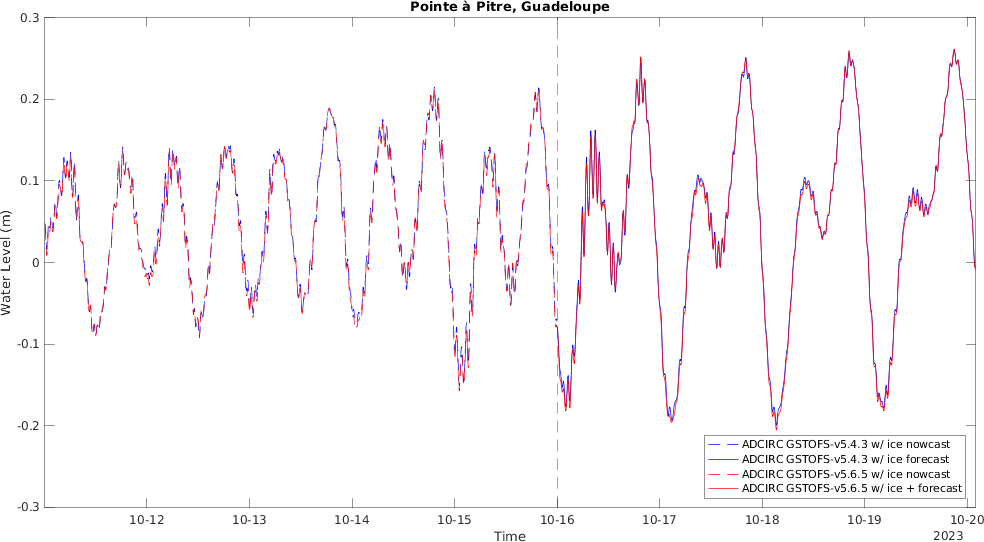 Pointe à Pitre, Guadeloupe
0.3
0.2
0.1
0
-0.1
-0.2
-0.3
Water Level (m)
ADCIRC GSTOFS-v5.4.3 w/ ice nowcast
ADCIRC GSTOFS-v5.4.3 w/ ice forecast
ADCIRC GSTOFS-v5.6.5 w/ ice nowcast
ADCIRC GSTOFS-v5.6.5 w/ ice + forecast
10-12 10-13 10-14 10-15 10-16 10-17 10-18 10-19 10-20
Time
2023